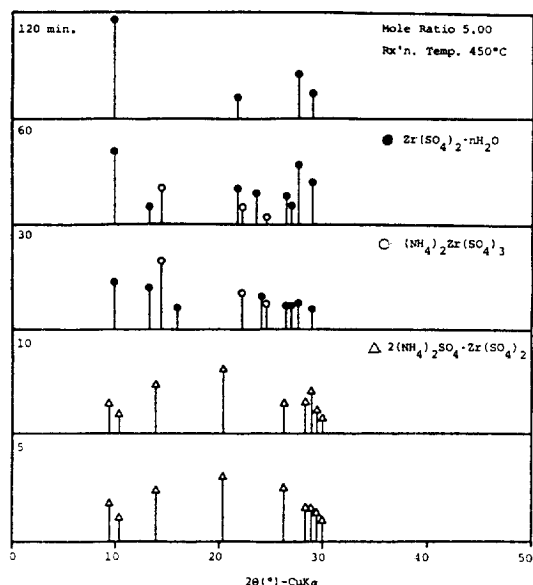 120 min.
Mole Ratio 5.00
Rx'n. Temp. 450°C
60
● Zr(SO₄)₂·nH₂O
30
○ (NH₄)₂Zr(SO₄)₃
10
△ 2(NH₄)₂SO₄·Zr(SO₄)₂
5
0 10 20 30 40 50
2θ(°)-CuKα